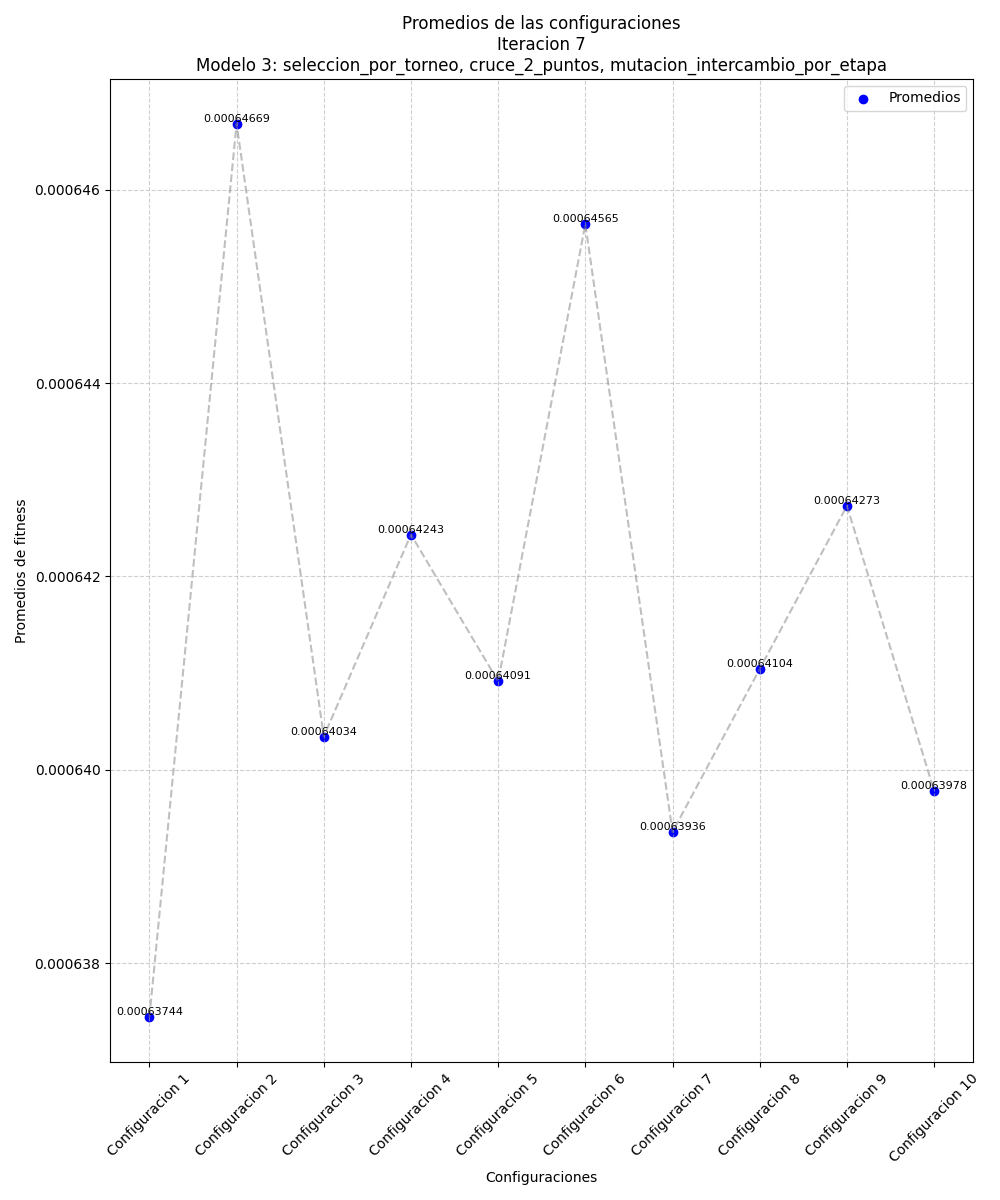 Promedios de las configuraciones
Iteracion 7
Modelo 3: seleccion_por_torneo, cruce_2_puntos, mutacion_intercambio_por_etapa
Promedios
0.00064669
0.000646
0.00064565
0.000644
Promedios de fitness
0.00064273
0.00064243
0.000642
0.00064104
0.00064091
0.00064034
0.000640
0.00063978
0.00063936
0.000638
0.00063744
Configuracion 1
Configuracion 2
Configuracion 3
Configuracion 4
Configuracion 5
Configuracion 6
Configuracion 7
Configuracion 8
Configuracion 9
Configuracion 10
Configuraciones